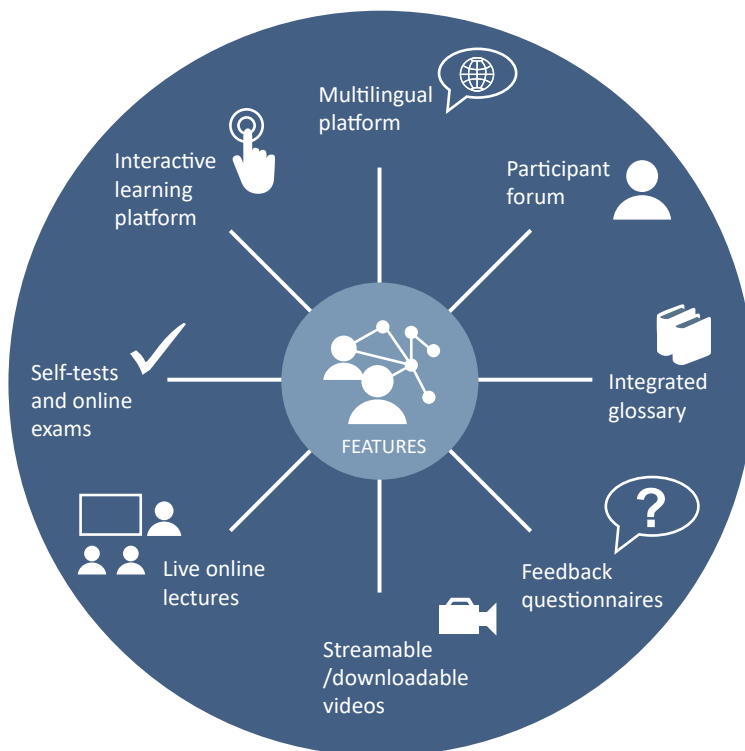 Multilingual
platform
Participant
forum
Integrated
glossary
?
Feedback
questionnaires
Streamable
/downloadable
videos
Live online
lectures
Self-tests
and online
exams
Interactive
learning
platform
FEATURES